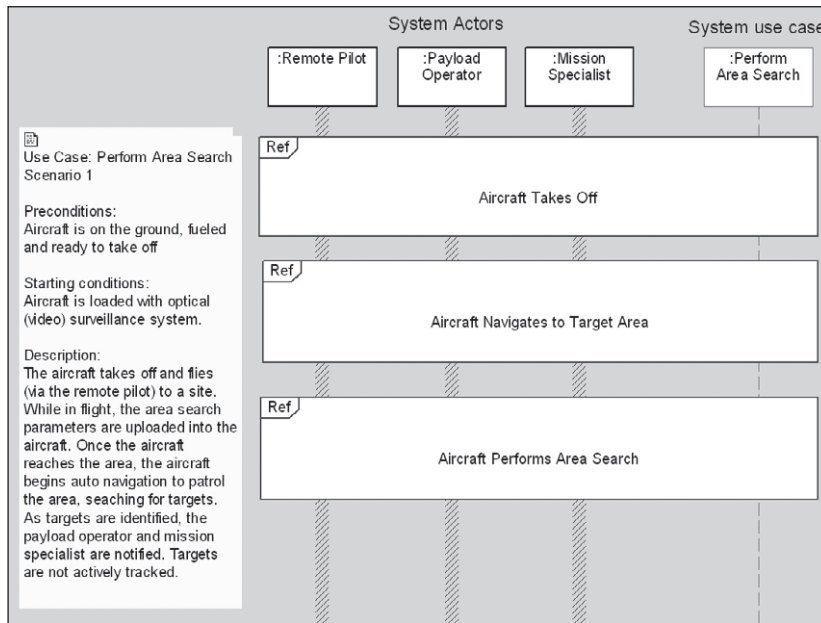 System Actors
System use case
:Remote Pilot
:Payload
Operator
:Mission
Specialist
:Perform
Area Search
Use Case: Perform Area Search
Scenario 1
Preconditions:
Aircraft is on the ground, fueled
and ready to take off
Starting conditions:
Aircraft is loaded with optical
(video) surveillance system.
Description:
The aircraft takes off and flies
(via the remote pilot) to a site.
While in flight, the area search
parameters are uploaded into the
aircraft. Once the aircraft
reaches the area, the aircraft
begins auto navigation to patrol
the area, seaching for targets.
As targets are identified, the
payload operator and mission
specialist are notified. Targets
are not actively tracked.
Ref
Aircraft Takes Off
Ref
Aircraft Navigates to Target Area
Ref
Aircraft Performs Area Search